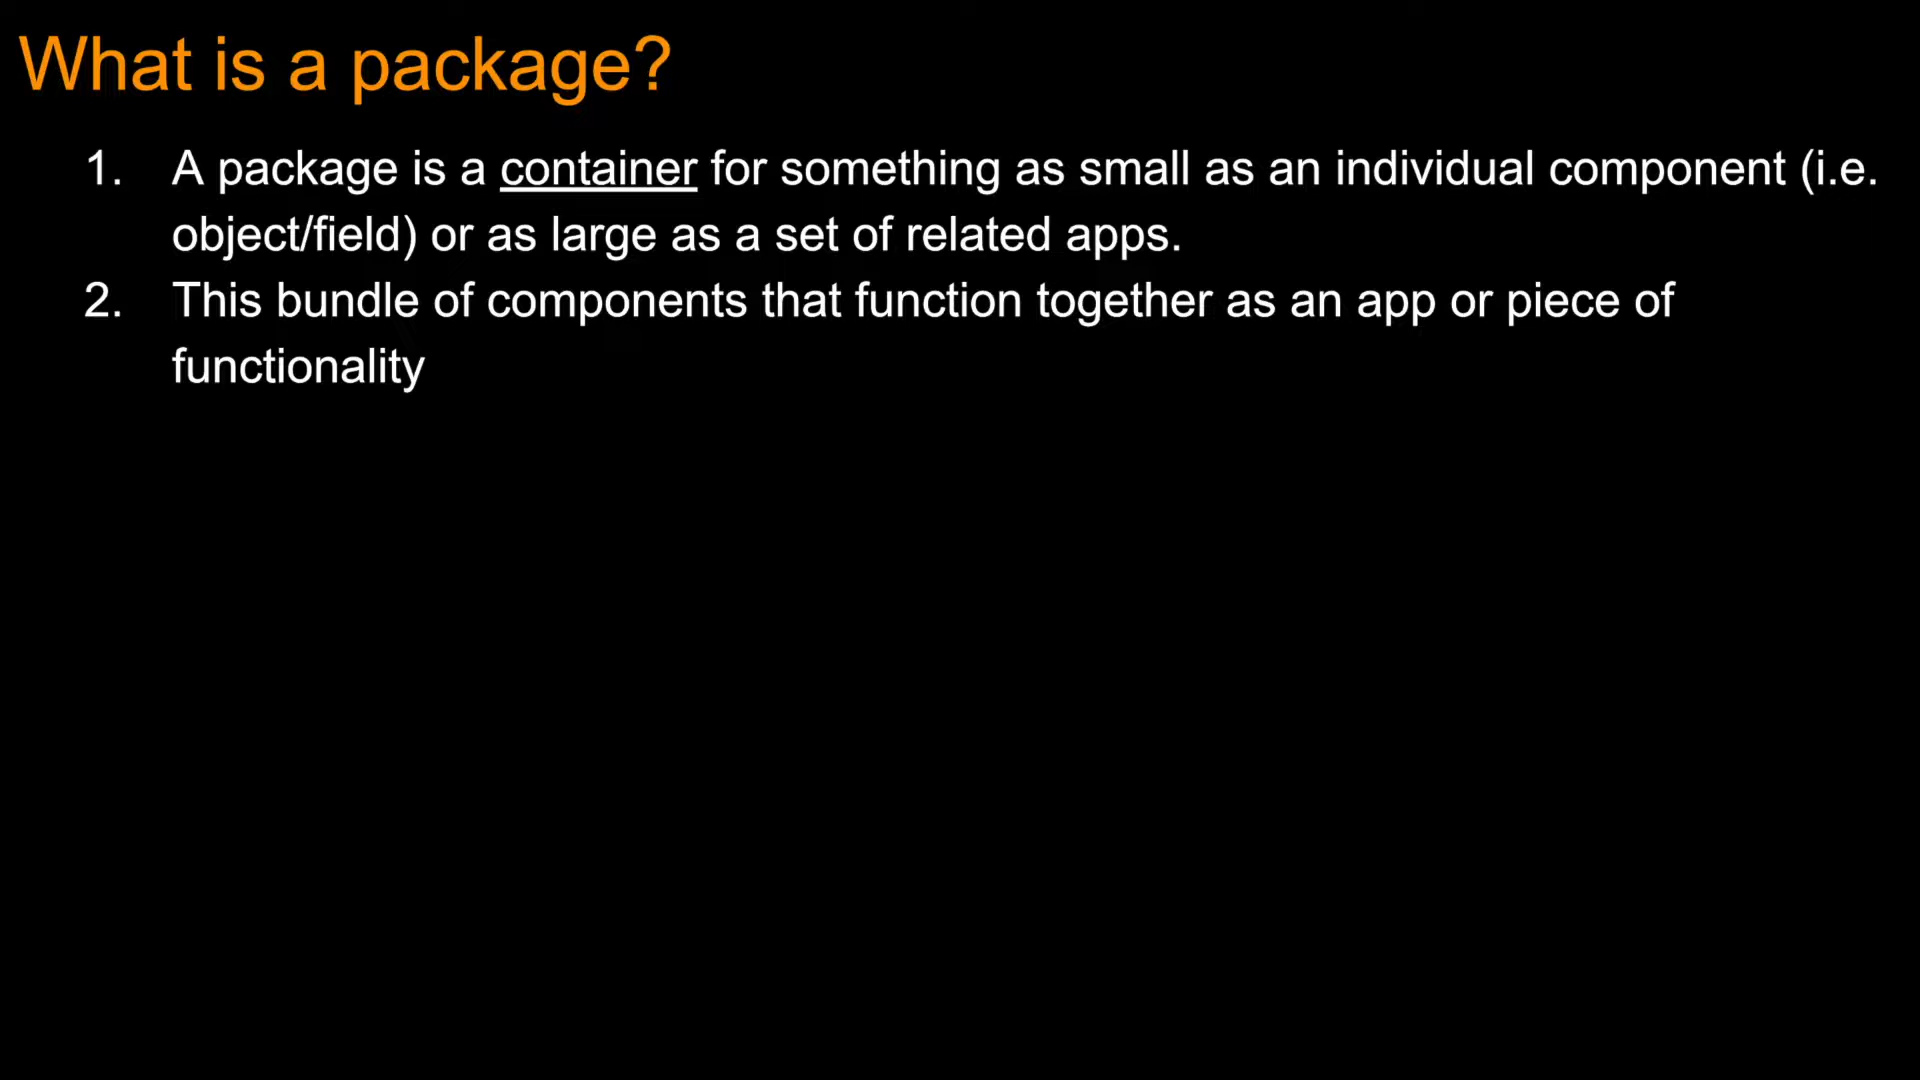 What is a package?
1. A package is a container for something as small as an individual component (i.e.
object/field) or as large as a set of related apps.
2. This bundle of components that function together as an app or piece of
functionality